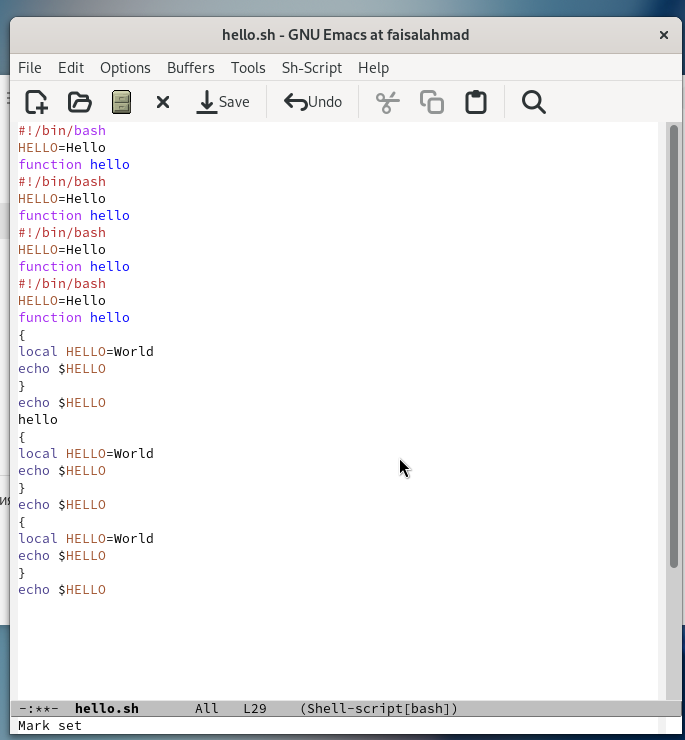 hello.sh - GNU Emacs at faisalahmad ×
File Edit Options Buffers Tools Sh-Script Help
Save Undo
#!/bin/bash
HELLO=Hello
function hello
#!/bin/bash
HELLO=Hello
function hello
#!/bin/bash
HELLO=Hello
function hello
#!/bin/bash
HELLO=Hello
function hello
{
local HELLO=World
echo $HELLO
}
echo $HELLO
hello
{
local HELLO=World
echo $HELLO
}
echo $HELLO
{
local HELLO=World
echo $HELLO
}
echo $HELLO
-:**- hello.sh All L29 (Shell-script[bash])
Mark set